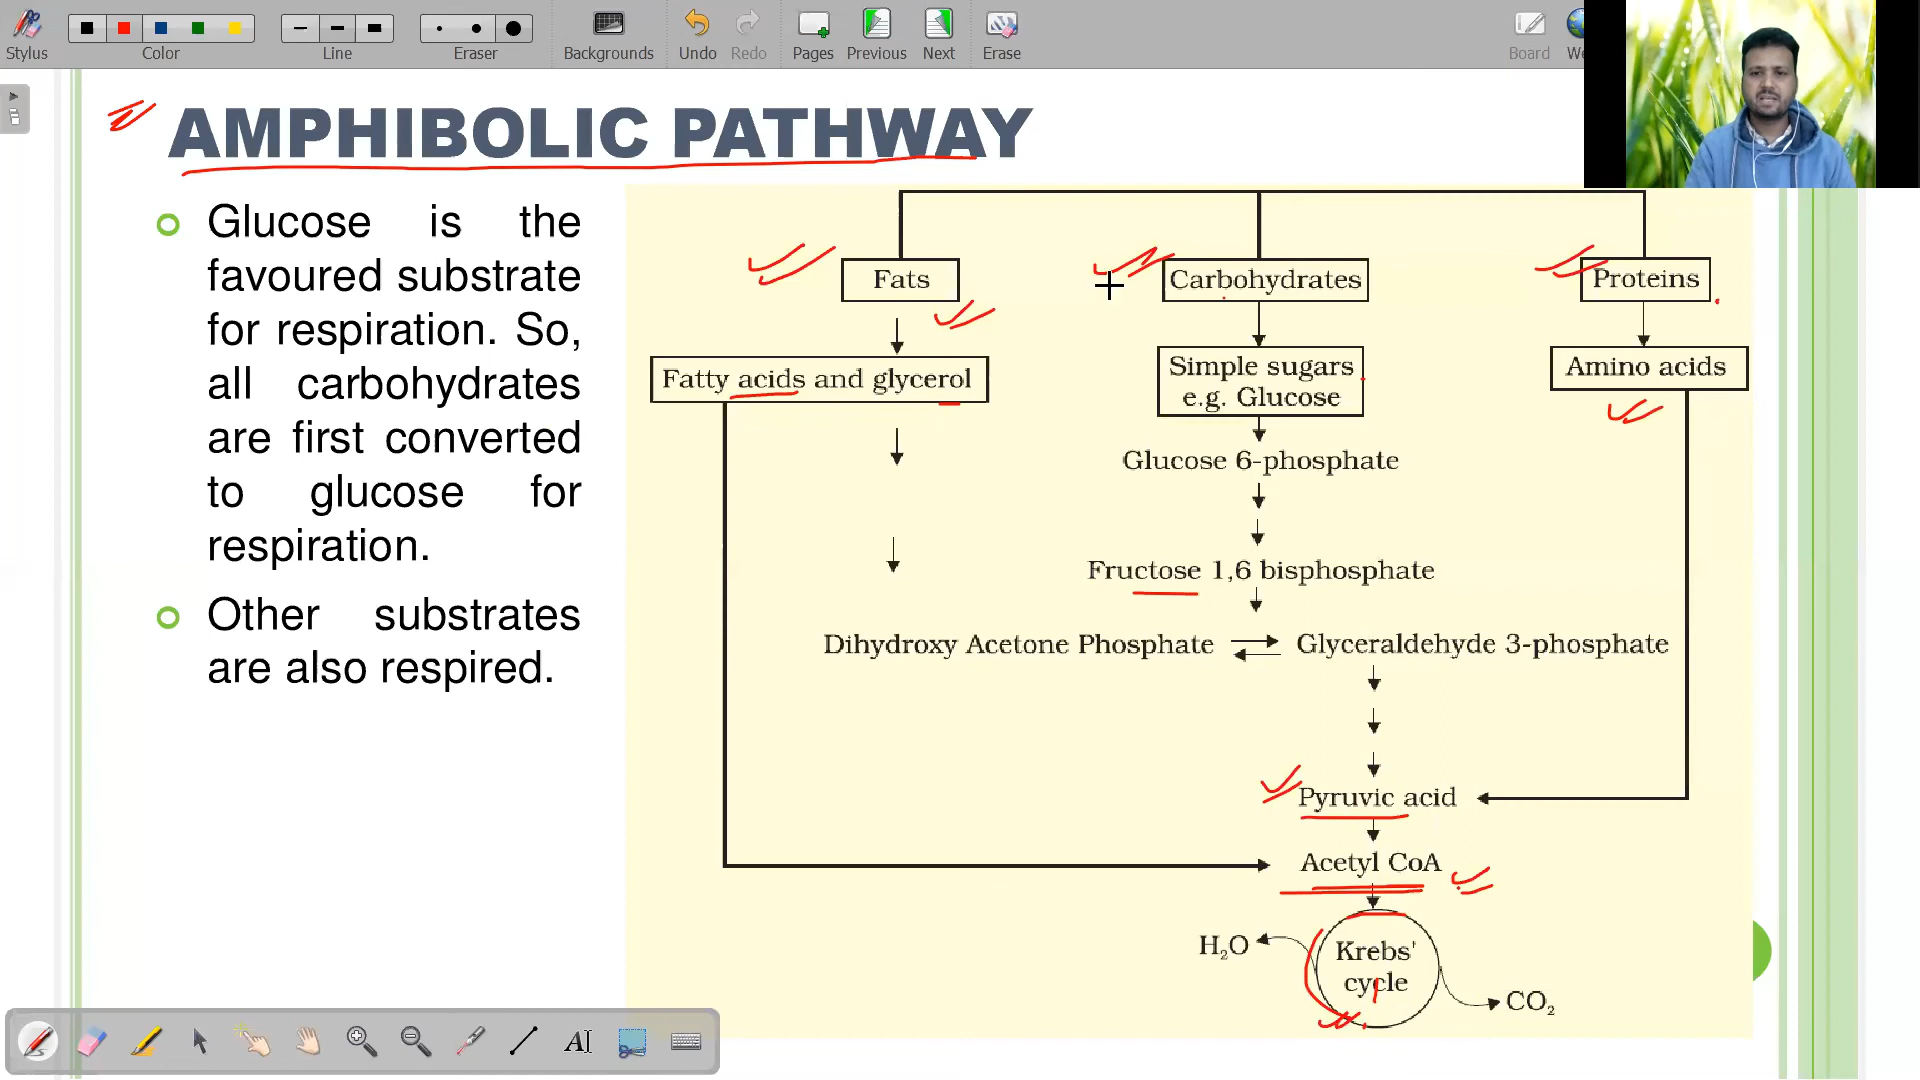 Stylus
Color
Line
Eraser
Backgrounds
Undo
Redo
Pages
Previous
Next
Erase
Board
AMPHIBOLIC PATHWAY
Glucose is the
favoured substrate
for respiration. So,
all carbohydrates
are first converted
to glucose for
respiration.
Other substrates
are also respired.
Fats
Carbohydrates
Proteins
Fatty acids and glycerol
Simple sugars
e.g. Glucose
Amino acids
Glucose 6-phosphate
Fructose 1,6 bisphosphate
Dihydroxy Acetone Phosphate
Glyceraldehyde 3-phosphate
Pyruvic acid
Acetyl CoA
H₂O
Krebs'
cycle
CO₂